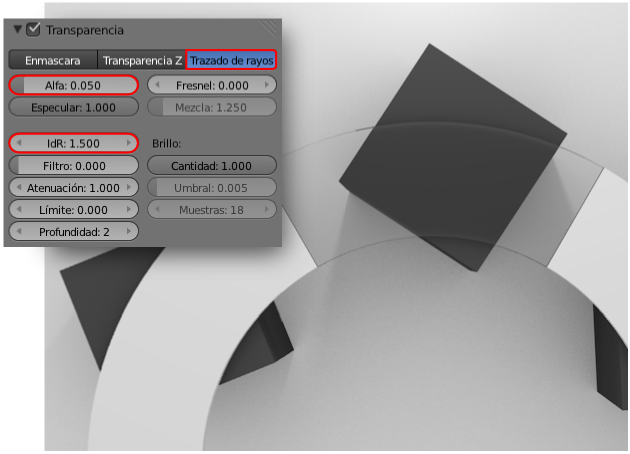 Transparencia
Enmascara Transparencia Z Trazado de rayos
Alfa: 0.050 Fresnel: 0.000
Especular: 1.000 Mezcla: 1.250
IdR: 1.500 Brillo:
Filtro: 0.000 Cantidad: 1.000
Atenuación: 1.000 Umbral: 0.005
Límite: 0.000 Muestras: 18
Profundidad: 2